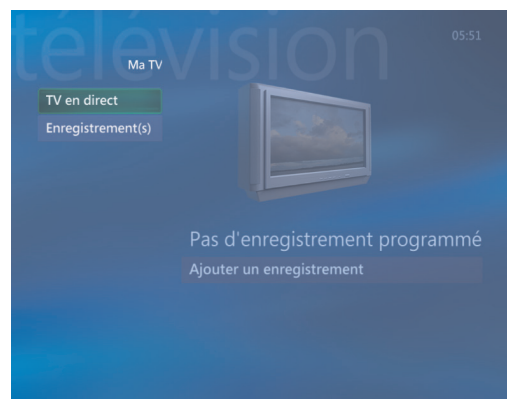 télévision
05:51
Ma TV
TV en direct
Enregistrement(s)
Pas d'enregistrement programmé
Ajouter un enregistrement